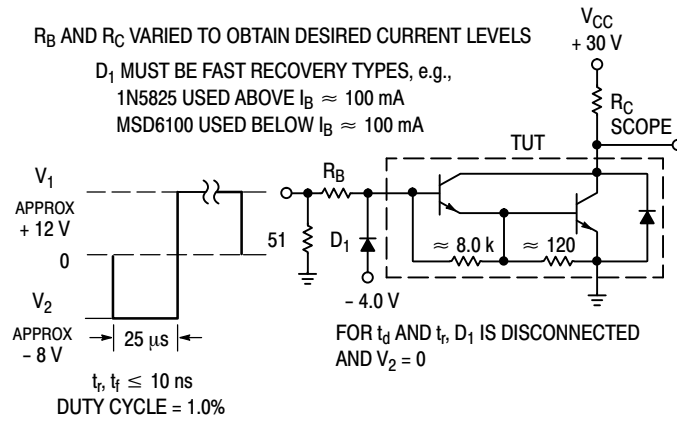 R_B AND R_C VARIED TO OBTAIN DESIRED CURRENT LEVELS
D_1 MUST BE FAST RECOVERY TYPES, e.g.,
1N5825 USED ABOVE I_B ≈ 100 mA
MSD6100 USED BELOW I_B ≈ 100 mA
V_CC
+ 30 V
R_C
SCOPE
TUT
R_B
V_1
APPROX
+ 12 V
51
D_1
≈ 8.0 k
≈ 120
0
- 4.0 V
V_2
APPROX
- 8 V
25 μs
FOR t_d AND t_r, D_1 IS DISCONNECTED
AND V_2 = 0
t_r, t_f ≤ 10 ns
DUTY CYCLE = 1.0%